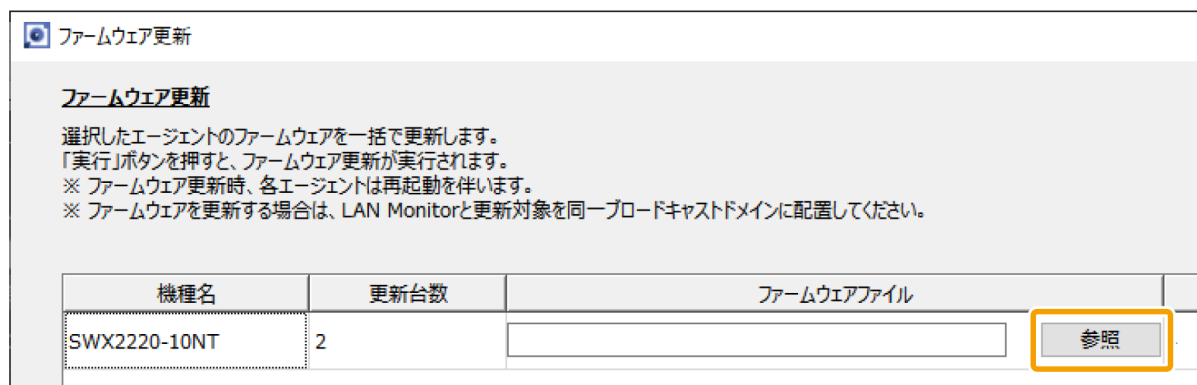 ファームウェア更新
ファームウェア更新
選択したエージェントのファームウェアを一括で更新します。
「実行」ボタンを押すと、ファームウェア更新が実行されます。
※ ファームウェア更新時、各エージェントは再起動を伴います。
※ ファームウェアを更新する場合は、LAN Monitorと更新対象を同一ブロードキャストドメインに配置してください。
機種名 更新台数 ファームウェアファイル
SWX2220-10NT 2 参照